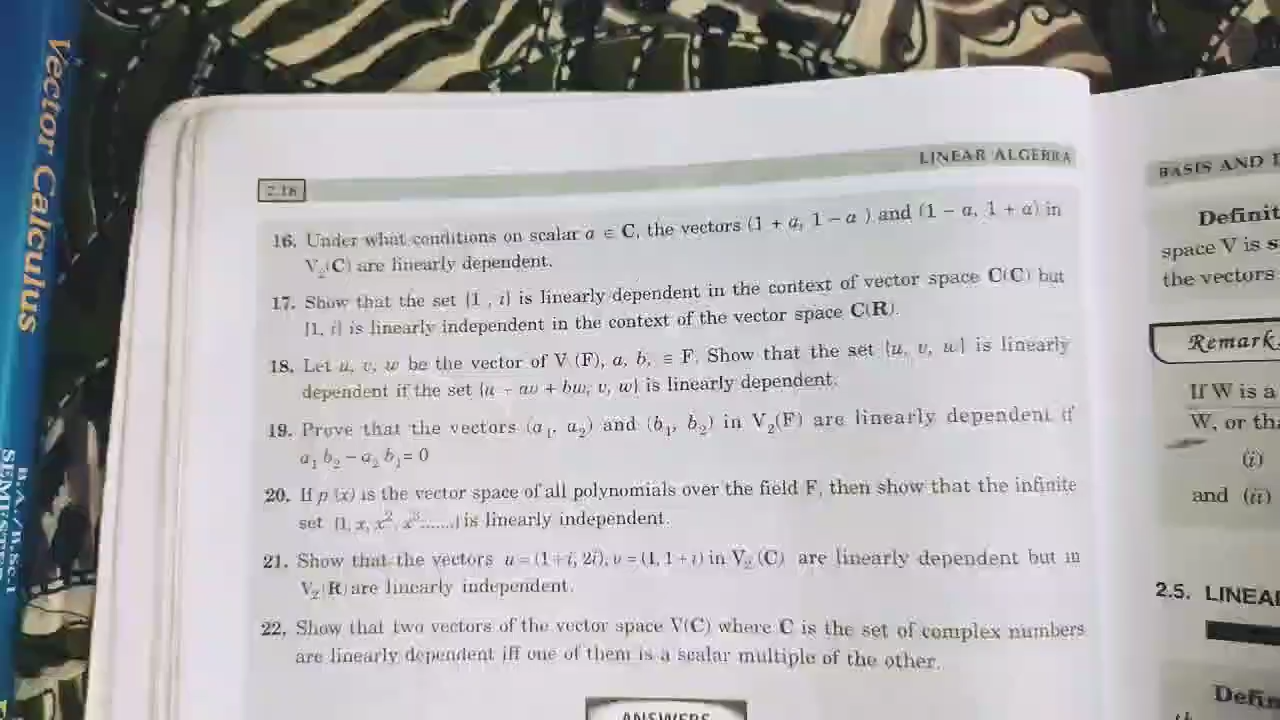 Vector Calculus
B.A./B.Sc.I
SEMESTER
2.18
LINEAR ALGEBRA
16. Under what conditions on scalar a ∈ C, the vectors (1 + a, 1 − a ) and (1 − a, 1 + a) in
V₂(C) are linearly dependent.
17. Show that the set {1 , i} is linearly dependent in the context of vector space C(C) but
{1, i} is linearly independent in the context of the vector space C(R).
18. Let u, v, w be the vector of V (F), a, b, ∈ F. Show that the set {u, v, w} is linearly
dependent if the set {u + av + bw, v, w} is linearly dependent.
19. Prove that the vectors (a₁, a₂) and (b₁, b₂) in V₂(F) are linearly dependent if
a₁ b₂ − a₂ b₁= 0
20. If p (x) is the vector space of all polynomials over the field F, then show that the infinite
set {1, x, x², x³.......} is linearly independent.
21. Show that the vectors u = (1+i, 2i), v = (1, 1 + i) in V₂ (C) are linearly dependent but in
V₂(R) are linearly independent.
22. Show that two vectors of the vector space V(C) where C is the set of complex numbers
are linearly dependent iff one of them is a scalar multiple of the other.
ANSWERS
BASIS AND
Definit
space V is s
the vectors
Remark
If W is a
W, or tha
(i)
and (ii)
2.5. LINEA
Defin